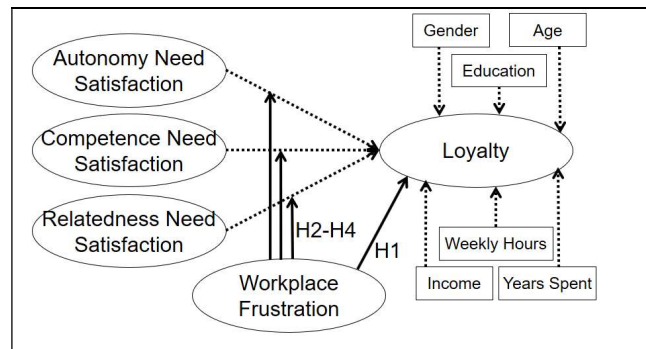 Gender
Age
Education
Autonomy Need
Satisfaction
Competence Need
Satisfaction
Loyalty
Relatedness Need
Satisfaction
H2-H4
H1
Weekly Hours
Workplace
Frustration
Income
Years Spent